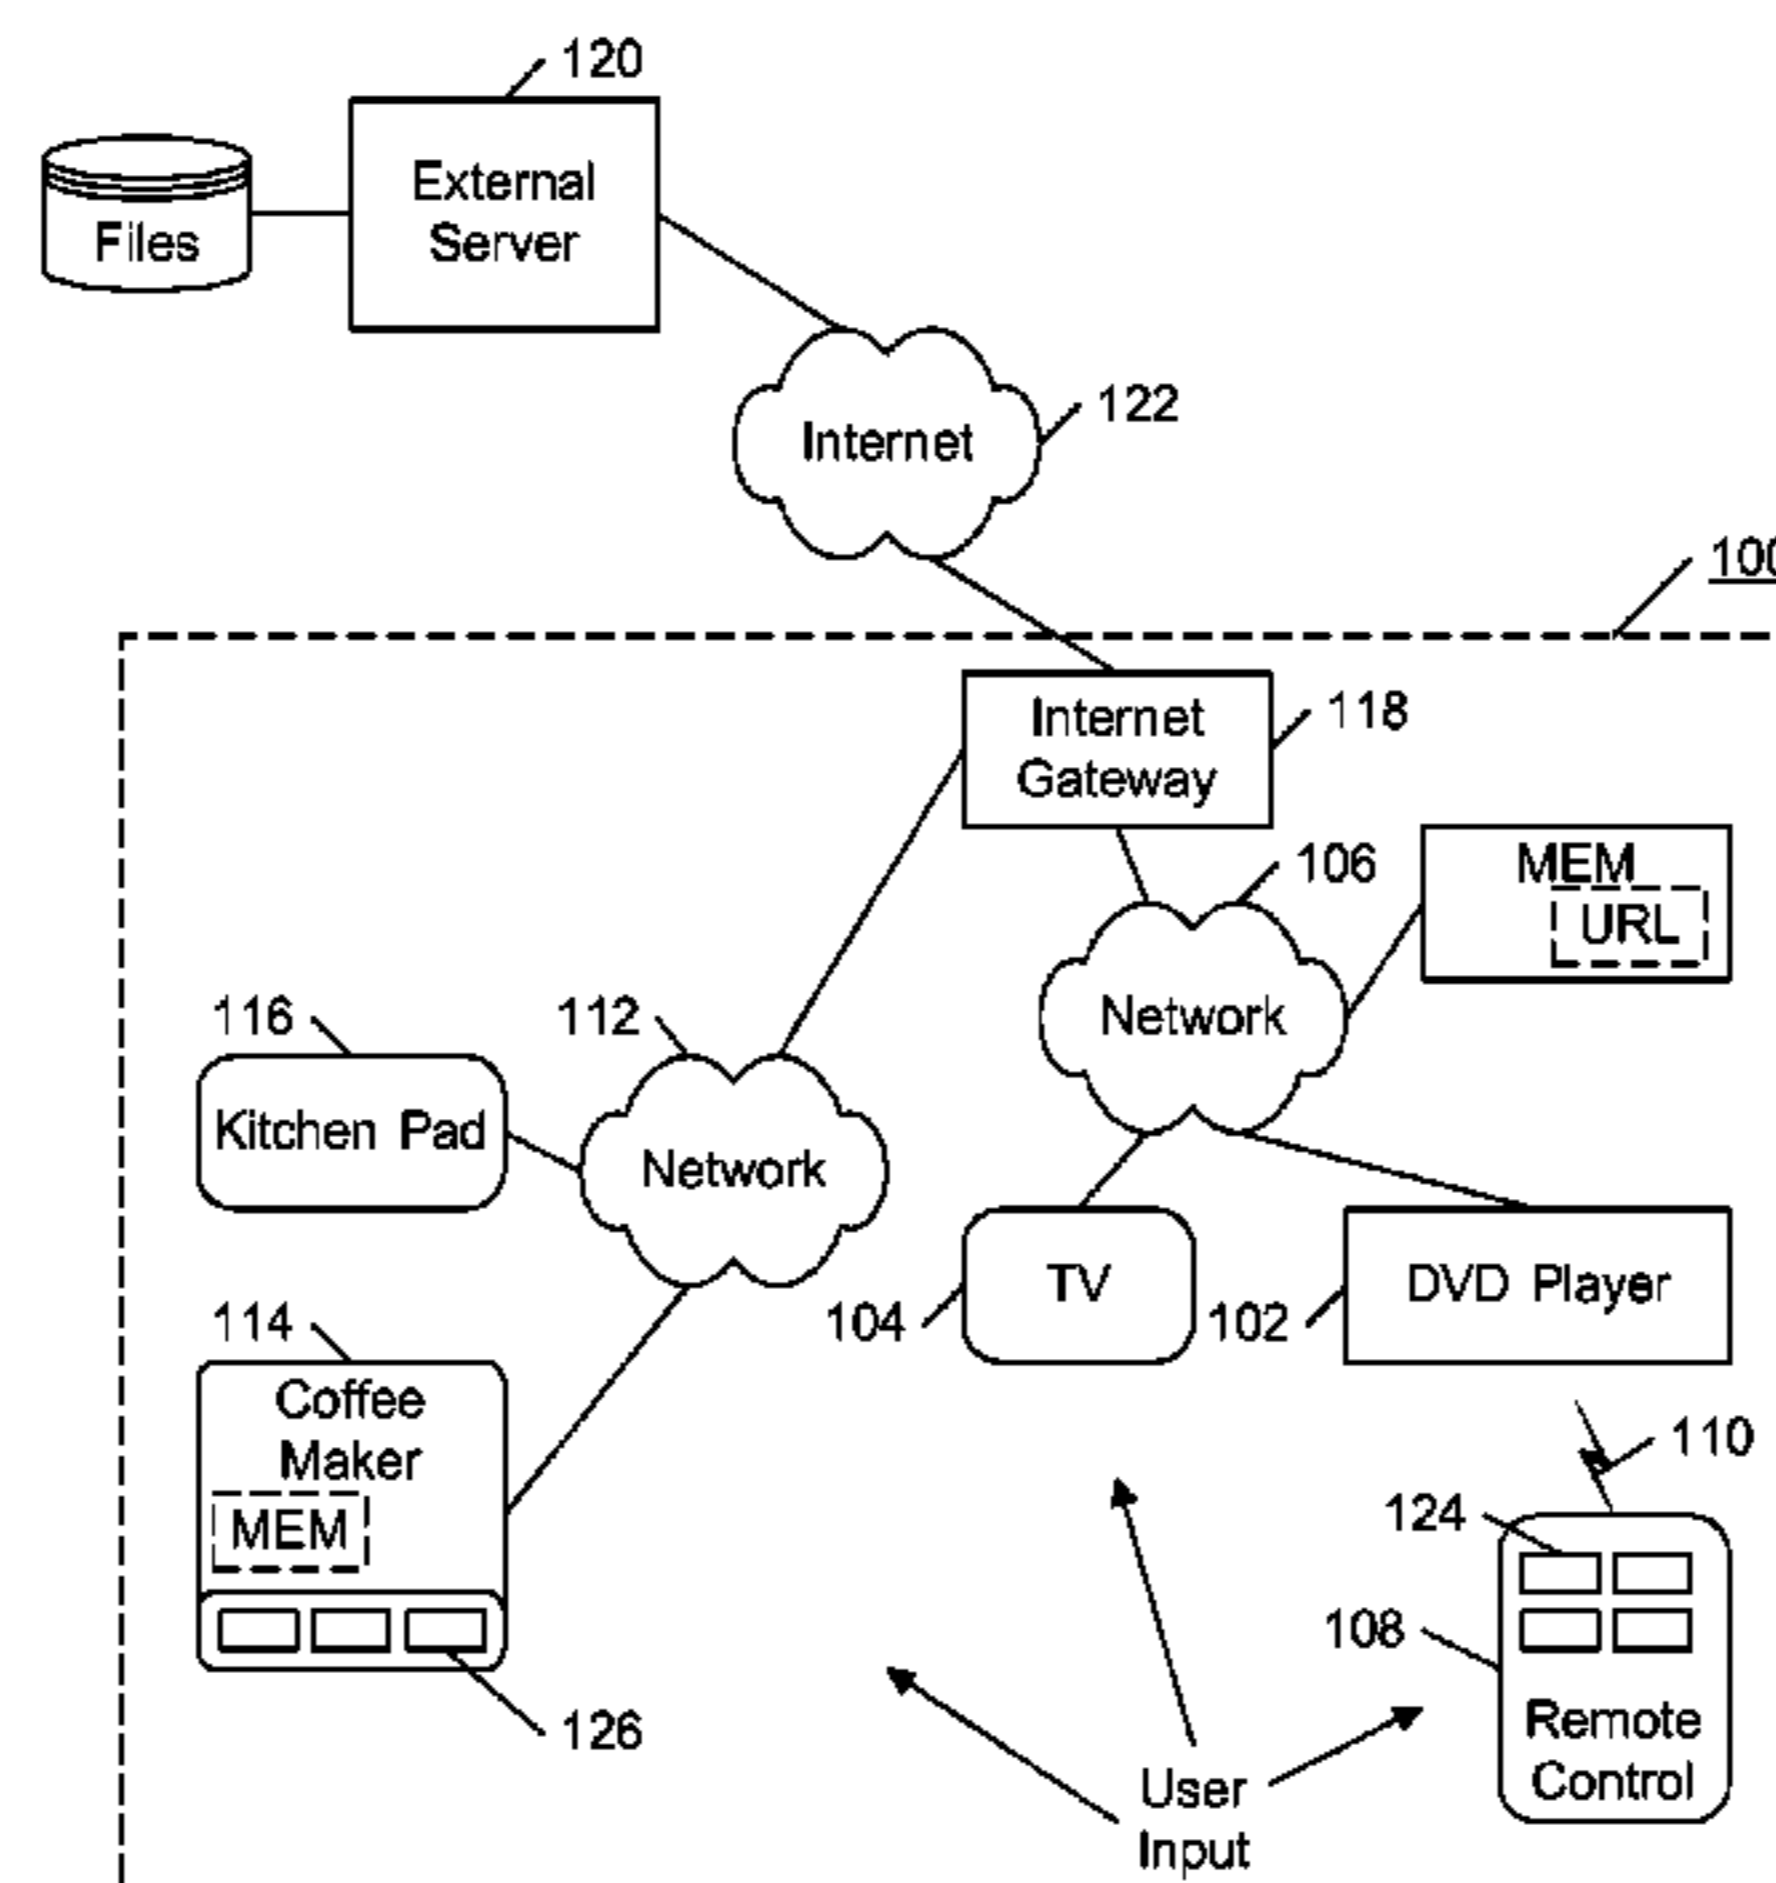 120
External
Server
Files
122
Internet
100
Internet
Gateway
118
106
MEM
URL
116
112
Network
Kitchen Pad
Network
114
TV
DVD Player
104
102
Coffee
Maker
MEM
110
124
108
126
Remote
Control
User
Input